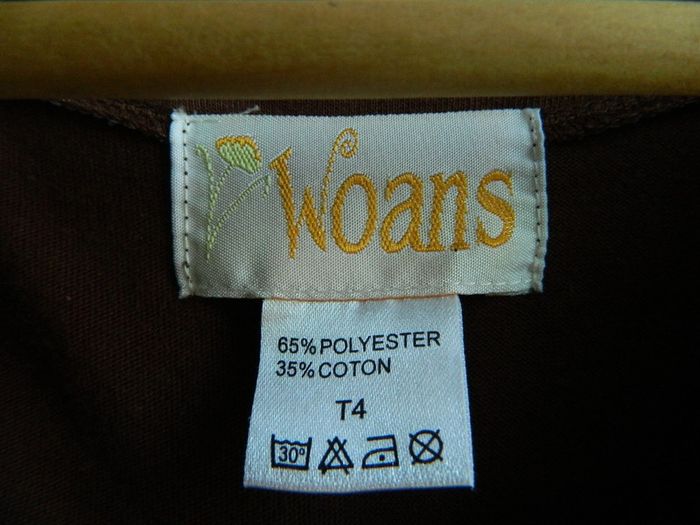 Woans
65% POLYESTER
35% COTON
T4
30°